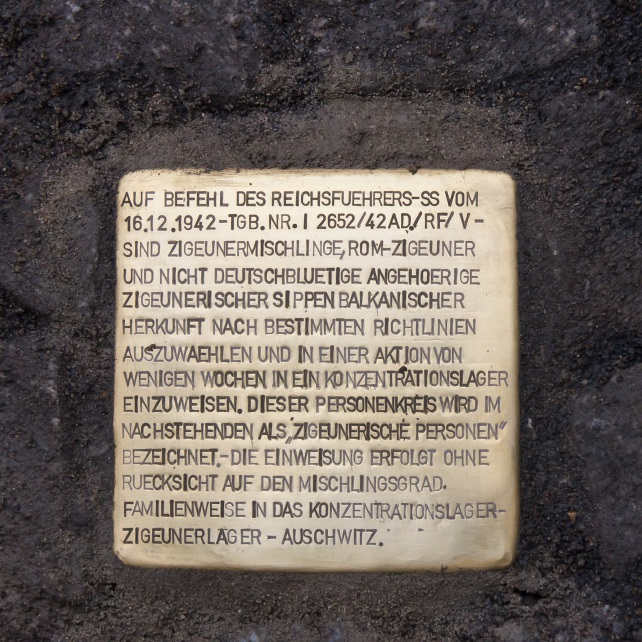 AUF BEFEHL DES REICHSFUEHRERS-SS VOM
16.12.1942-TGB.NR. I 2652/42AD./RF/ V-
SIND ZIGEUNERMISCHLINGE, ROM-ZIGEUNER
UND NICHT DEUTSCHBLUETIGE ANGEHOERIGE
ZIGEUNERISCHER SIPPEN BALKANISCHER
HERKUNFT NACH BESTIMMTEN RICHTLINIEN
AUSZUWAEHLEN UND IN EINER AKTION VON
WENIGEN WOCHEN IN EIN KONZENTRATIONSLAGER
EINZUWEISEN. DIESER PERSONENKREIS WIRD IM
NACHSTEHENDEN ALS „ZIGEUNERISCHE PERSONEN"
BEZEICHNET.-DIE EINWEISUNG ERFOLGT OHNE
RUECKSICHT AUF DEN MISCHLINGSGRAD.
FAMILIENWEISE IN DAS KONZENTRATIONSLAGER-
ZIGEUNERLAGER - AUSCHWITZ.